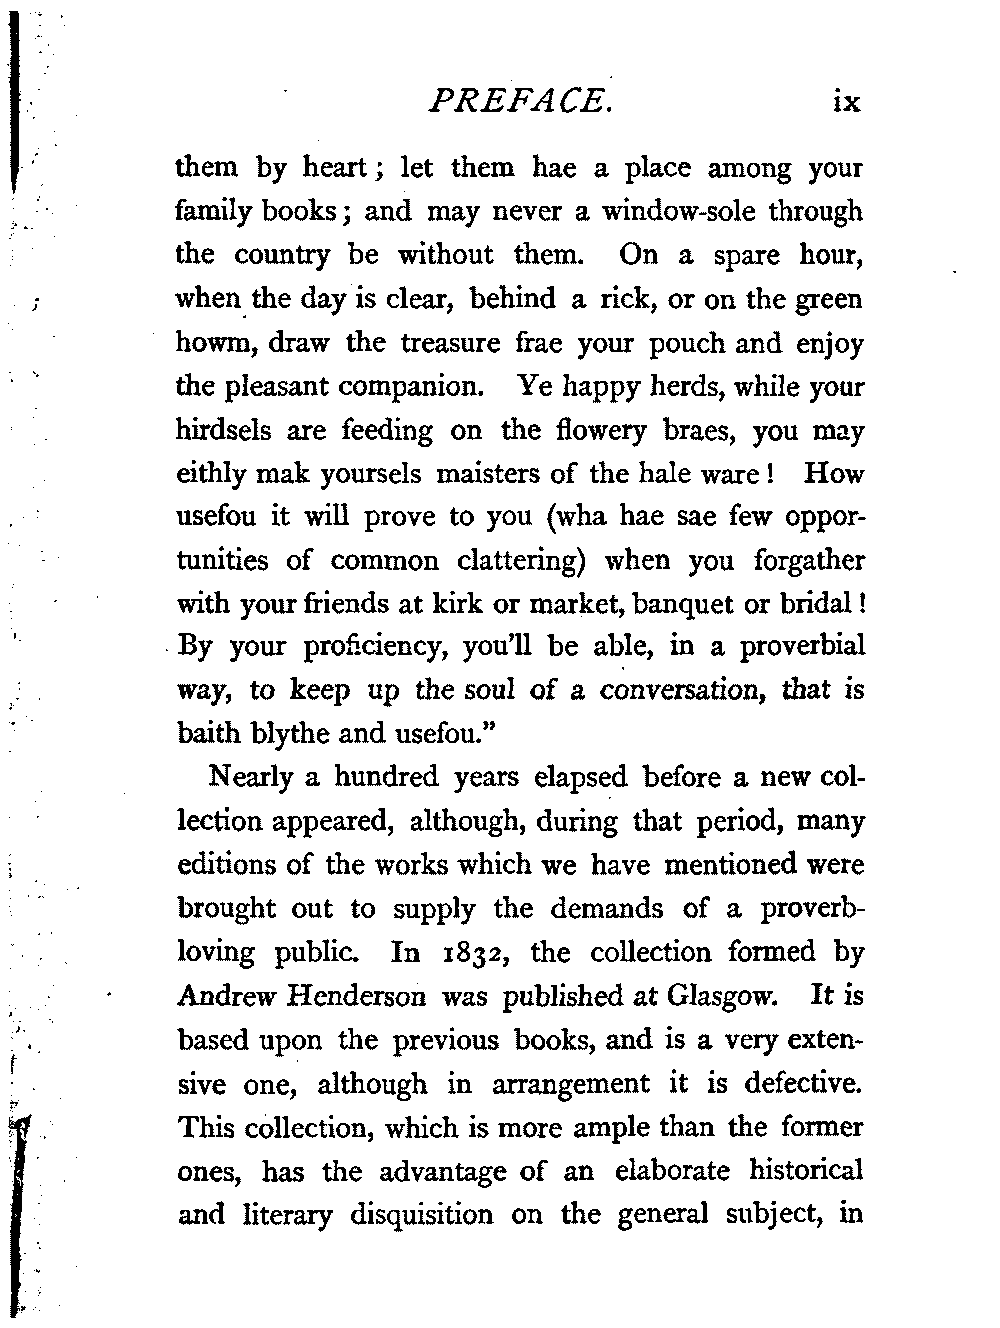 PREFACE. ix
them by heart; let them hae a place among your
family books; and may never a window-sole through
the country be without them. On a spare hour,
when the day is clear, behind a rick, or on the green
howm, draw the treasure frae your pouch and enjoy
the pleasant companion. Ye happy herds, while your
hirdsels are feeding on the flowery braes, you may
eithly mak yoursels maisters of the hale ware! How
usefou it will prove to you (wha hae sae few oppor-
tunities of common clattering) when you forgather
with your friends at kirk or market, banquet or bridal!
By your proficiency, you'll be able, in a proverbial
way, to keep up the soul of a conversation, that is
baith blythe and usefou."
Nearly a hundred years elapsed before a new col-
lection appeared, although, during that period, many
editions of the works which we have mentioned were
brought out to supply the demands of a proverb-
loving public. In 1832, the collection formed by
Andrew Henderson was published at Glasgow. It is
based upon the previous books, and is a very exten-
sive one, although in arrangement it is defective.
This collection, which is more ample than the former
ones, has the advantage of an elaborate historical
and literary disquisition on the general subject, in